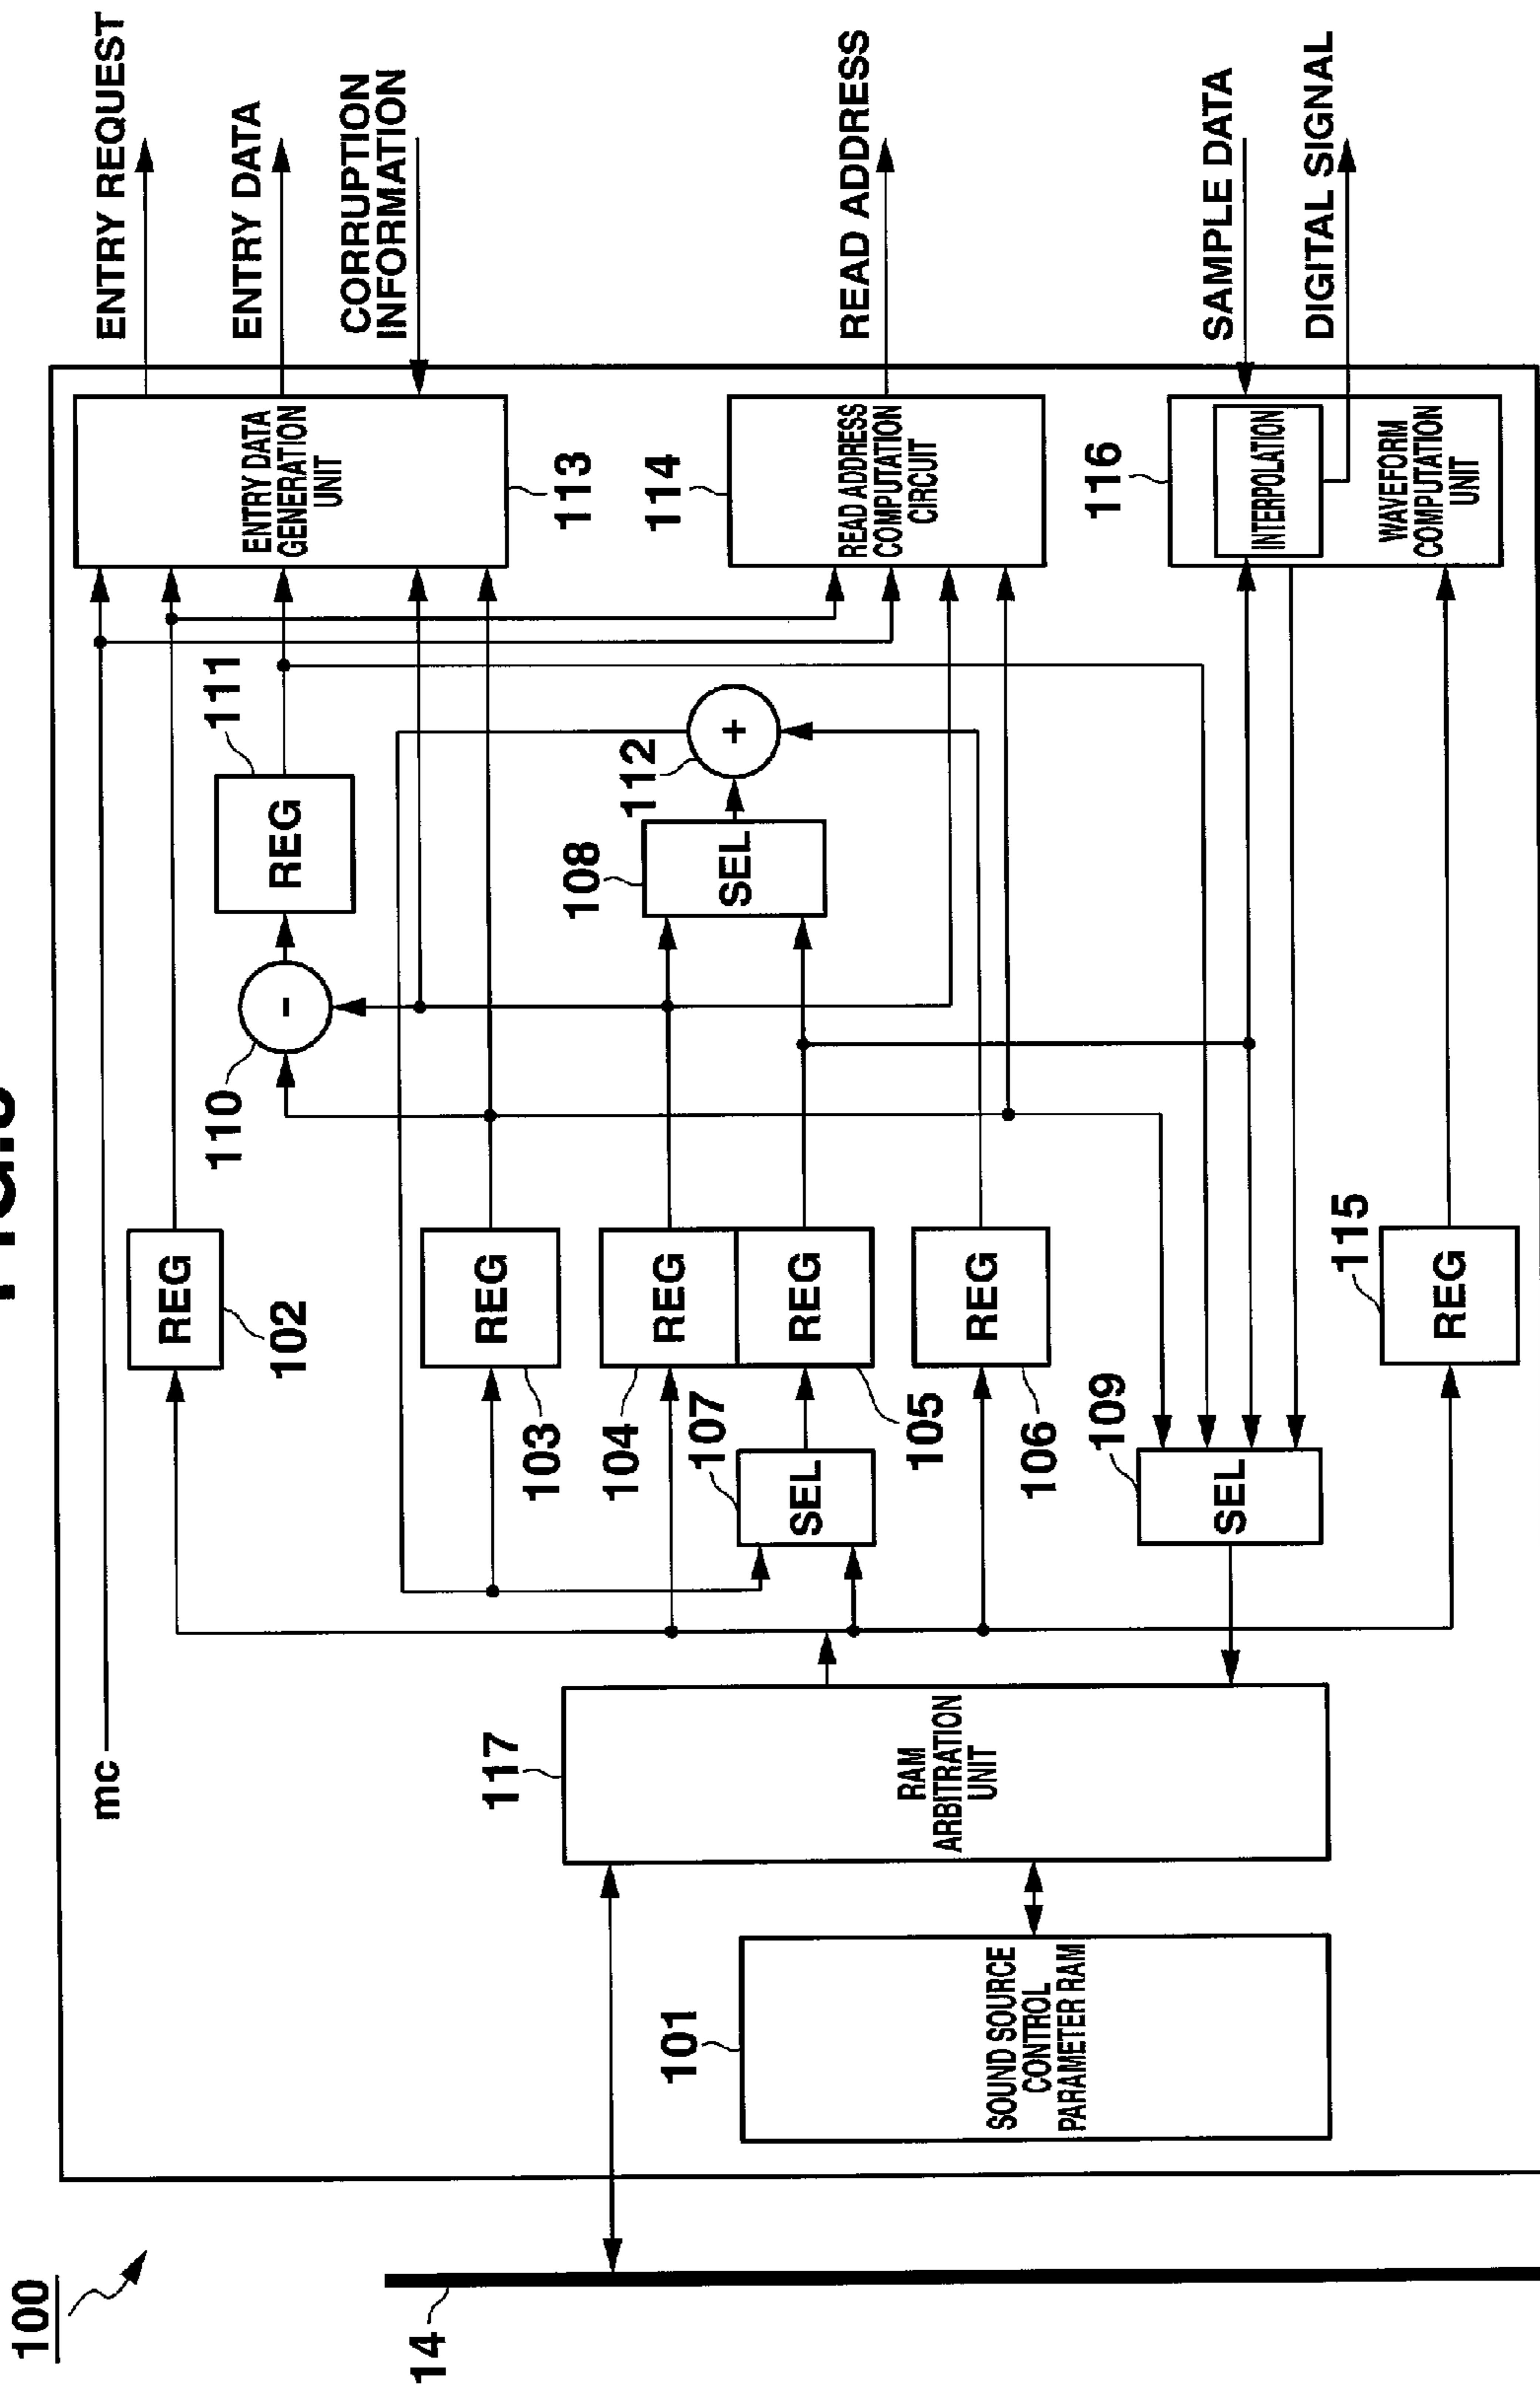 100
14
mc
ENTRY REQUEST
ENTRY DATA
CORRUPTION
INFORMATION
READ ADDRESS
SAMPLE DATA
DIGITAL SIGNAL
101
SOUND SOURCE
CONTROL
PARAMETER RAM
117
RAM
ARBITRATION
UNIT
REG
102
REG
103
REG
104
REG
105
REG
106
SEL
107
SEL
108
SEL
109
-
110
REG
111
+
112
ENTRY DATA
GENERATION
UNIT
113
READ ADDRESS
COMPUTATION
CIRCUIT
114
REG
115
INTERPOLATION
WAVEFORM
COMPUTATION
UNIT
116